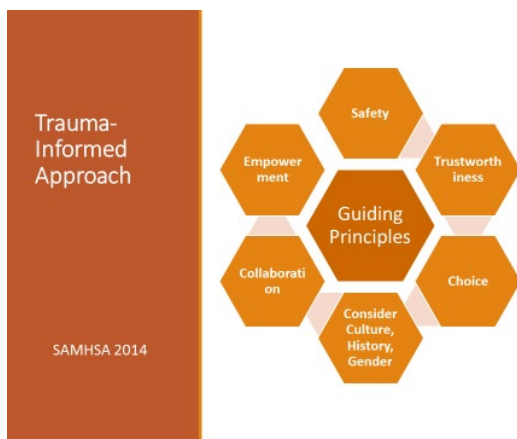 Trauma-
Informed
Approach
SAMHSA 2014
Guiding
Principles
Safety
Trustworth
iness
Choice
Consider
Culture,
History,
Gender
Collaborati
on
Empower
ment